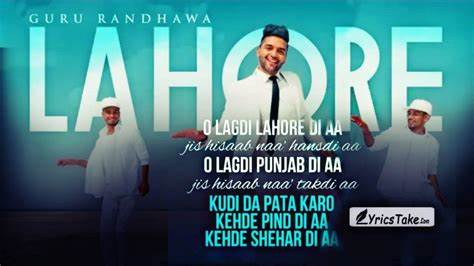 GURU RANDHAWA
LAHORE
O LAGDI LAHORE DI AA
jis hisaab naa' hansdi aa
O LAGDI PUNJAB DI AA
jis hisaab naa' takdi aa
KUDI DA PATA KARO
KEHDE PIND DI AA
KEHDE SHEHAR DI AA
LYRICSTAKE.Com